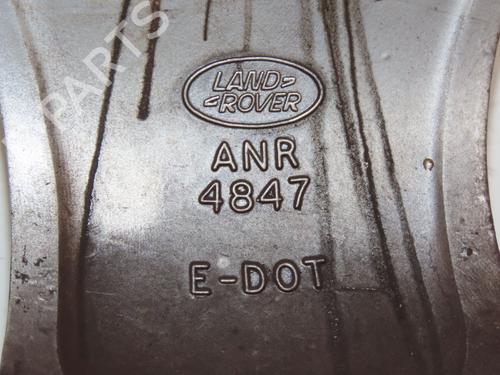 LAND-
-ROVER
ANR
4847
E-DOT
PARTS